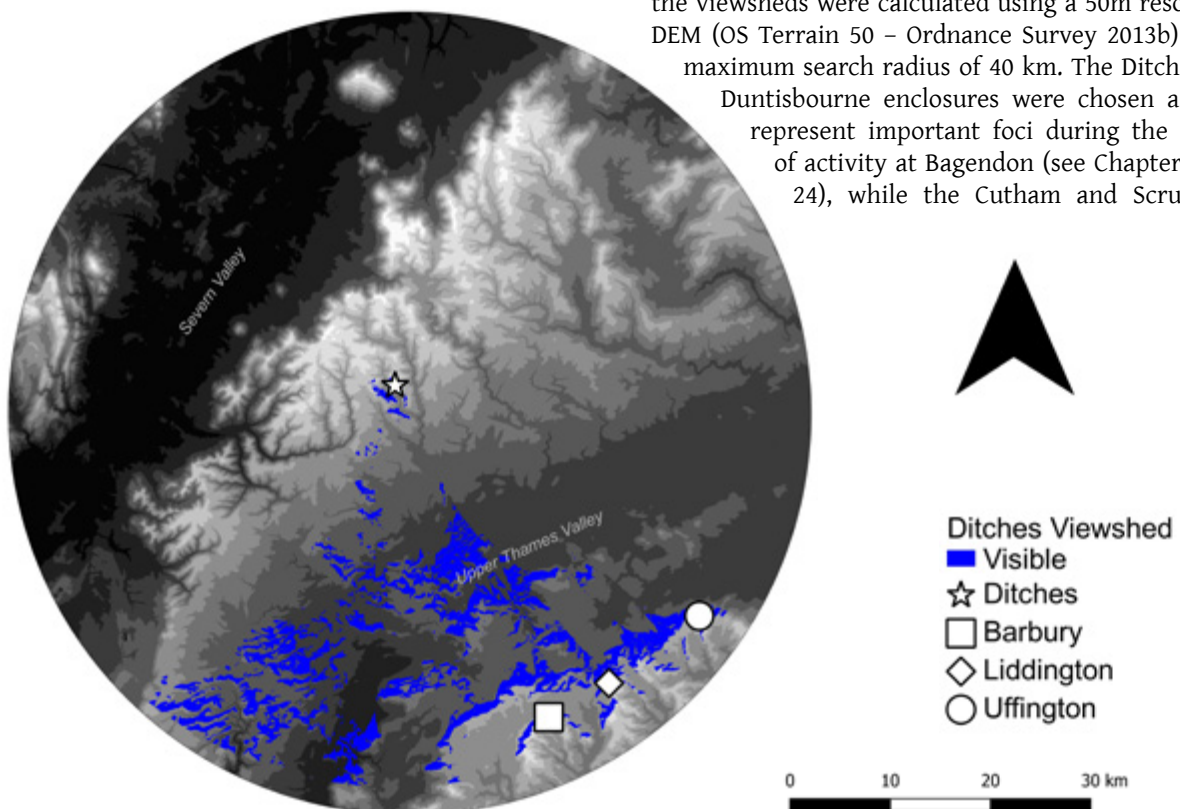 the viewsheds were calculated using a 50m
DEM (OS Terrain 50 – Ordnance Survey 2013b)
maximum search radius of 40 km. The
Duntisbourne enclosures were chosen
represent important foci during the
of activity at Bagendon (see Chapter
24), while the Cutham and
Severn Valley
Upper Thames Valley
Ditches Viewshed
Visible
Ditches
Barbury
Liddington
Uffington
0 10 20 30 km